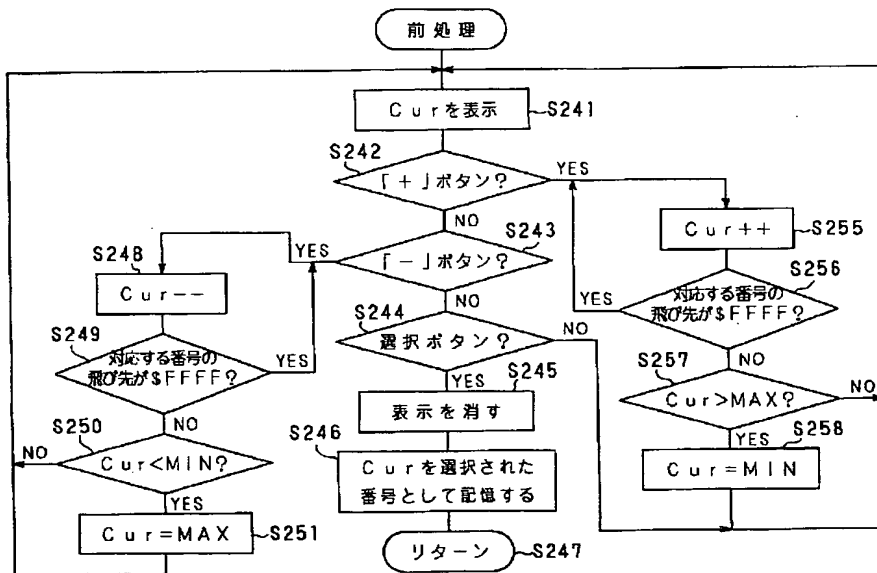 前処理
Curを表示
S241
S242
「+」ボタン?
YES
NO
S243
「-」ボタン?
YES
NO
S244
選択ボタン?
NO
YES
S245
表示を消す
S246
Curを選択された
番号として記憶する
リターン
S247
S248
Cur--
S249
対応する番号の
飛び先が$FFFF?
YES
NO
S250
Cur<MIN?
NO
YES
Cur=MAX
S251
Cur++
S255
S256
対応する番号の
飛び先が$FFFF?
YES
NO
S257
Cur>MAX?
NO
YES
S258
Cur=MIN